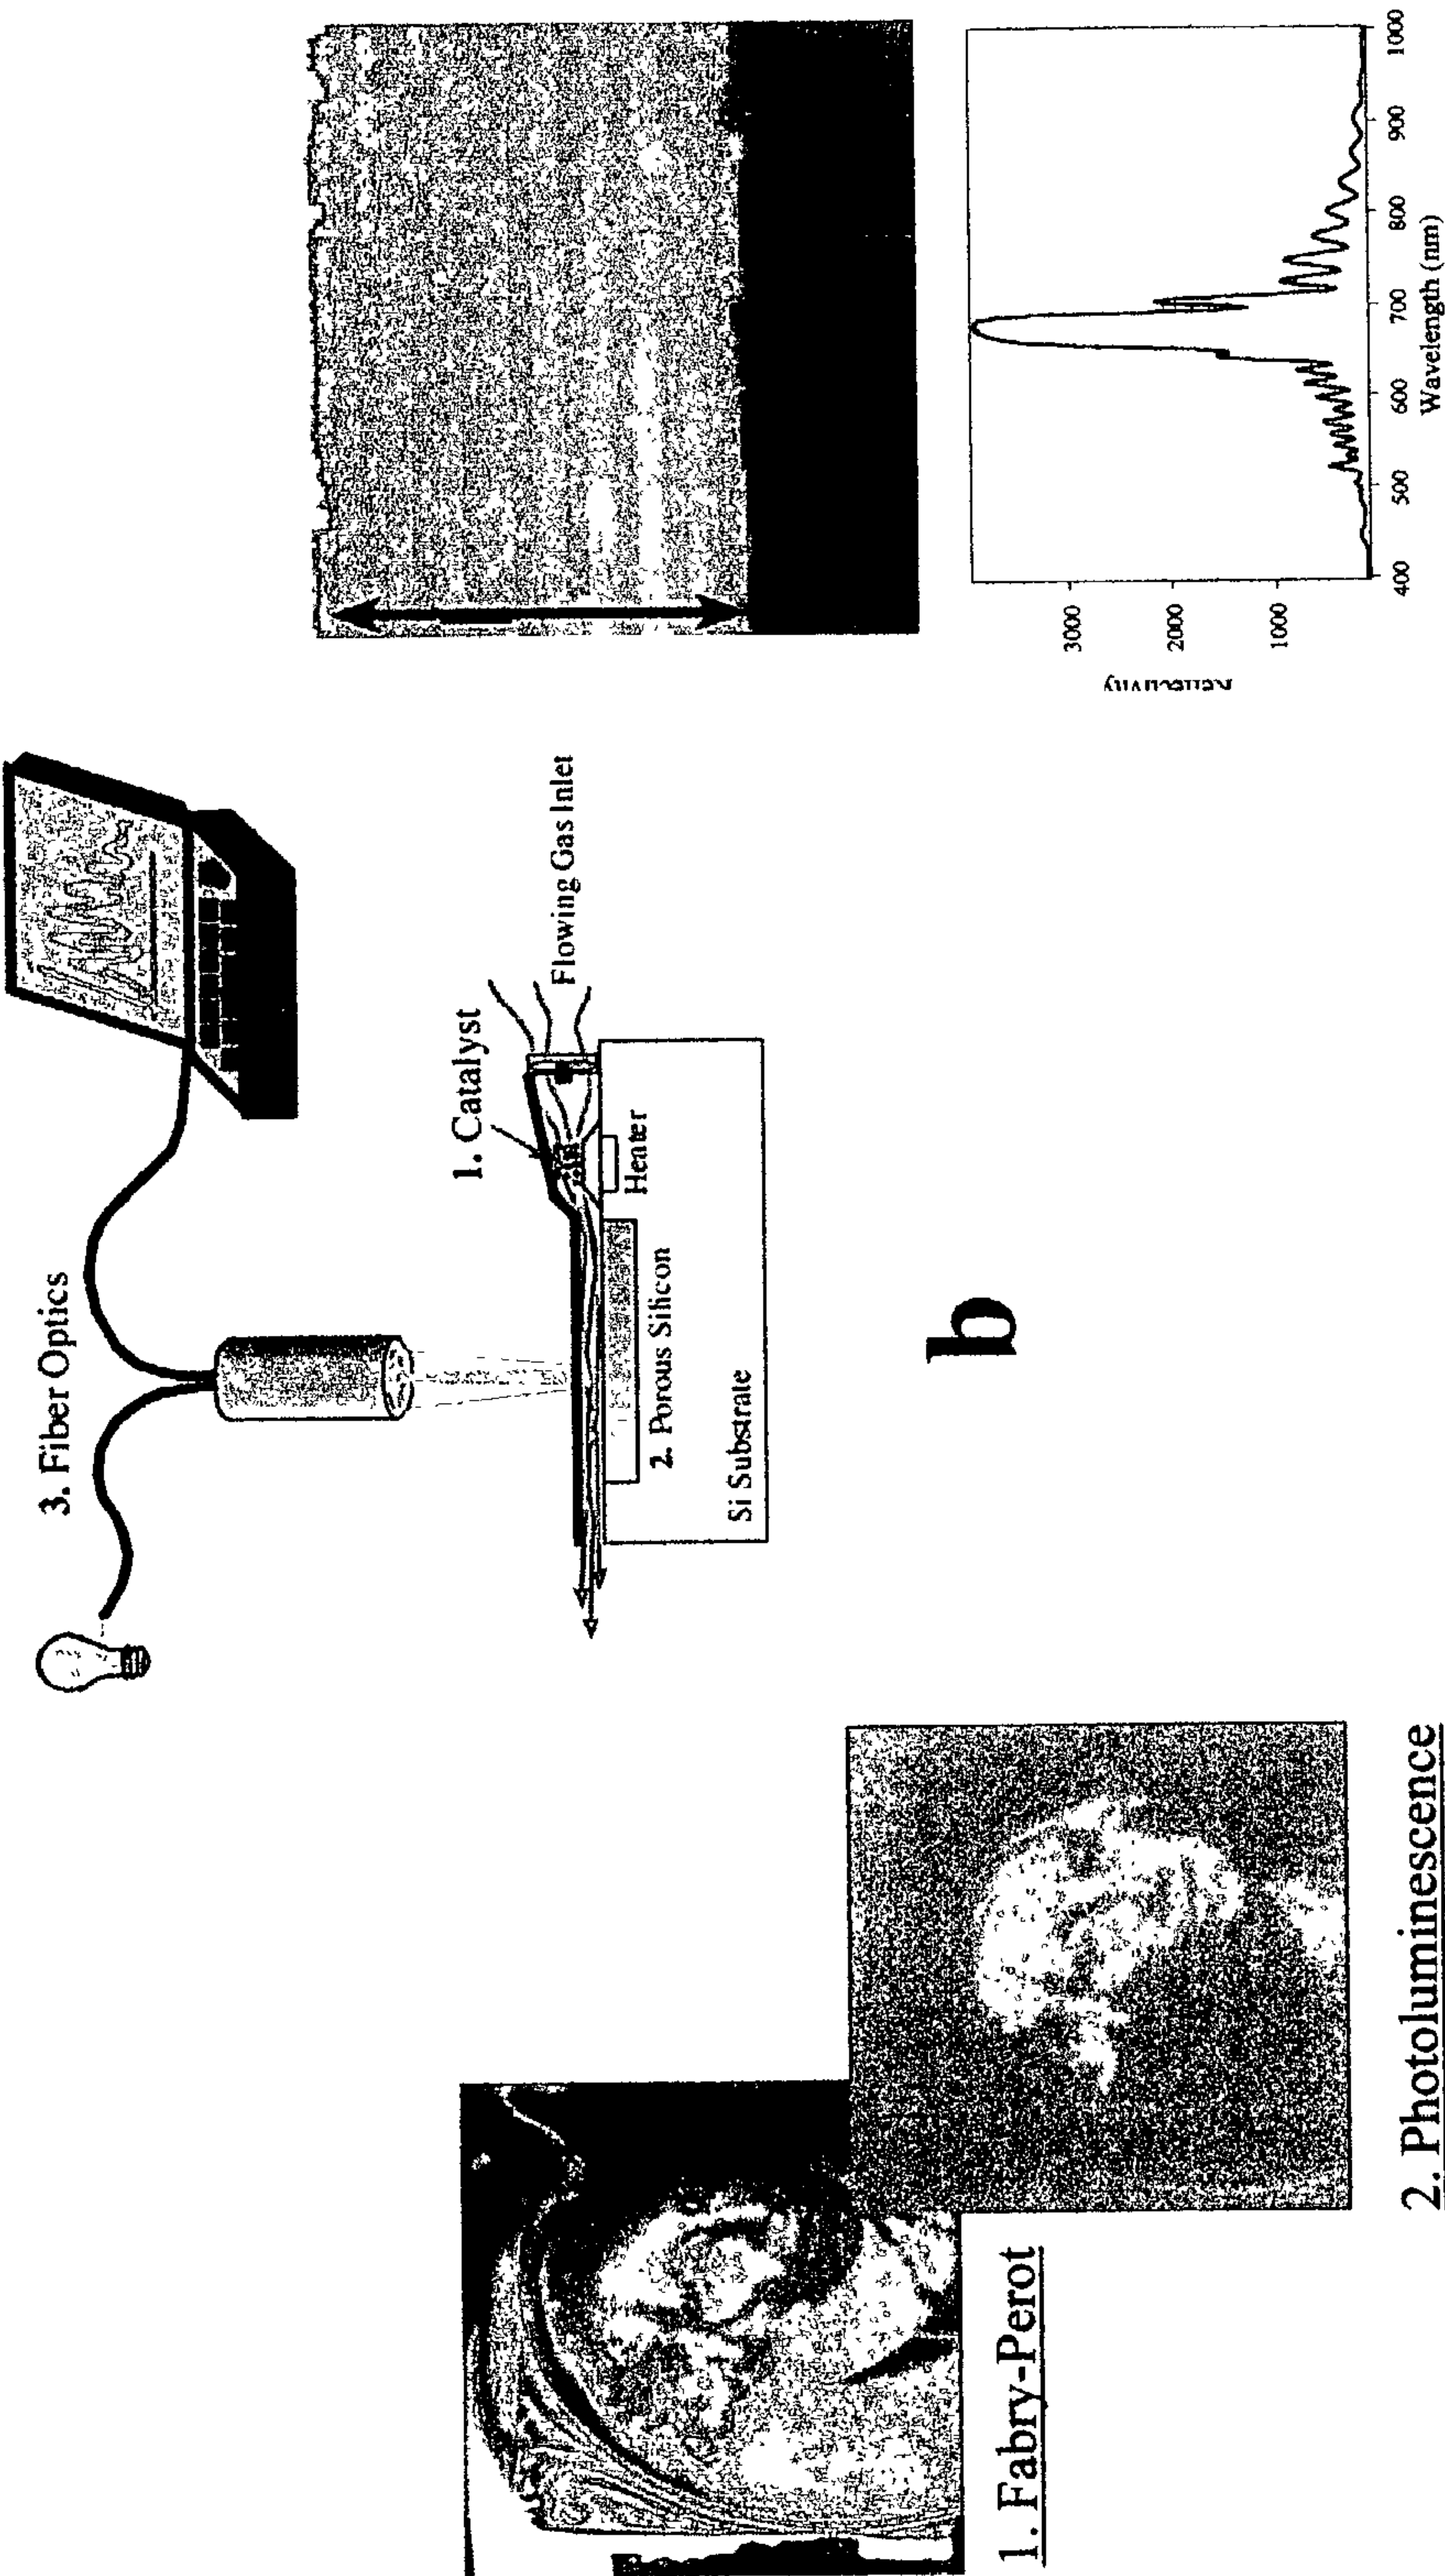 1. Fabry-Perot
2. Photoluminescence
3. Fiber Optics
1. Catalyst
Flowing Gas Inlet
Heater
2. Porous Silicon
Si Substrate
b
3000
2000
1000
400
500
600
700
800
900
1000
Wavelength (nm)